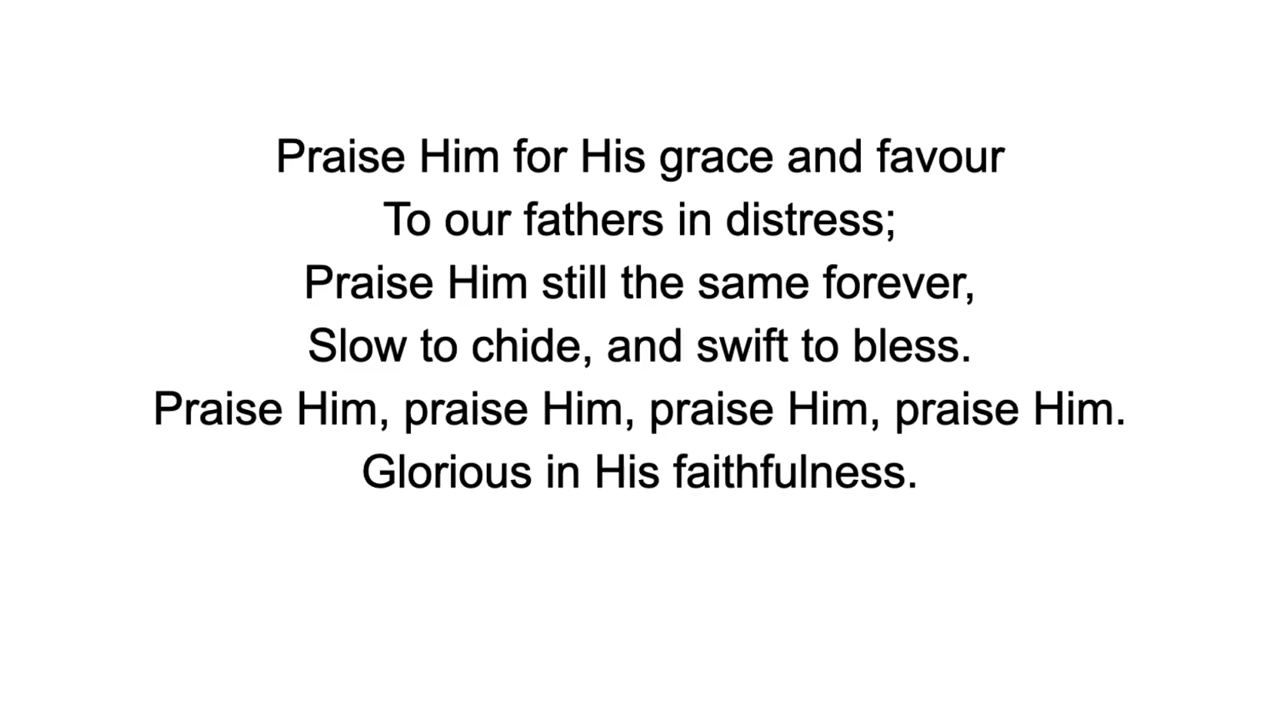 Praise Him for His grace and favour
To our fathers in distress;
Praise Him still the same forever,
Slow to chide, and swift to bless.
Praise Him, praise Him, praise Him, praise Him.
Glorious in His faithfulness.